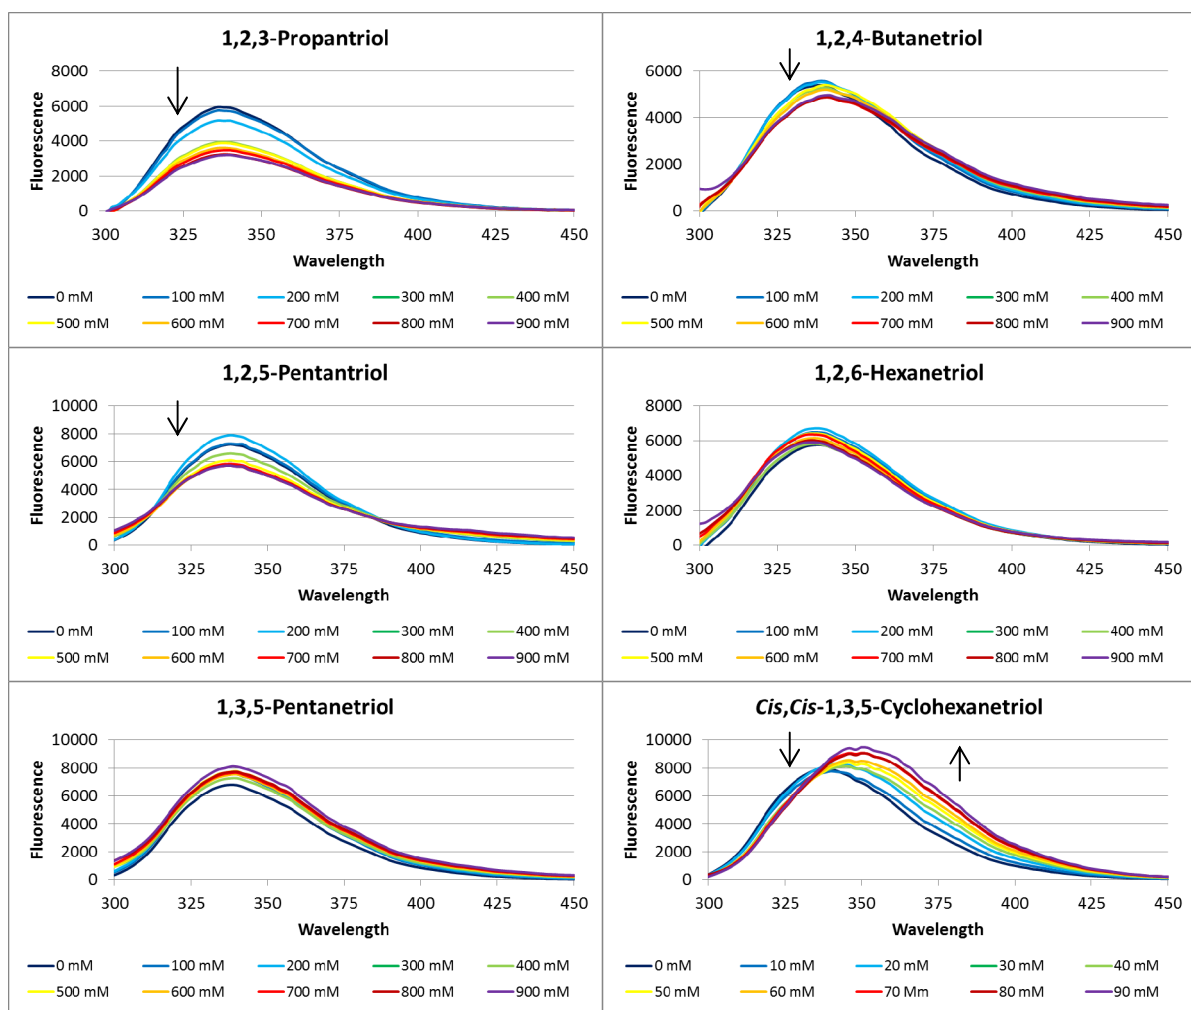 1,2,3-Propantriol
8000
6000
4000
2000
0
Fluorescence
300 325 350 375 400 425 450
Wavelength
0 mM 100 mM 200 mM 300 mM 400 mM
500 mM 600 mM 700 mM 800 mM 900 mM
1,2,4-Butanetriol
6000
4000
2000
0
Fluorescence
300 325 350 375 400 425 450
Wavelength
0 mM 100 mM 200 mM 300 mM 400 mM
500 mM 600 mM 700 mM 800 mM 900 mM
1,2,5-Pentantriol
10000
8000
6000
4000
2000
0
Fluorescence
300 325 350 375 400 425 450
Wavelength
0 mM 100 mM 200 mM 300 mM 400 mM
500 mM 600 mM 700 mM 800 mM 900 mM
1,2,6-Hexanetriol
8000
6000
4000
2000
0
Fluorescence
300 325 350 375 400 425 450
Wavelength
0 mM 100 mM 200 mM 300 mM 400 mM
500 mM 600 mM 700 mM 800 mM 900 mM
1,3,5-Pentanetriol
10000
8000
6000
4000
2000
0
Fluorescence
300 325 350 375 400 425 450
Wavelength
0 mM 100 mM 200 mM 300 mM 400 mM
500 mM 600 mM 700 mM 800 mM 900 mM
Cis,Cis-1,3,5-Cyclohexanetriol
10000
8000
6000
4000
2000
0
Fluorescence
300 325 350 375 400 425 450
Wavelength
0 mM 10 mM 20 mM 30 mM 40 mM
50 mM 60 mM 70 Mm 80 mM 90 mM